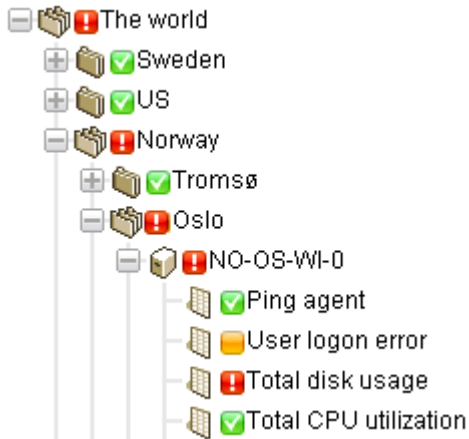 The world
Sweden
US
Norway
Tromsø
Oslo
NO-OS-WI-0
Ping agent
User logon error
Total disk usage
Total CPU utilization